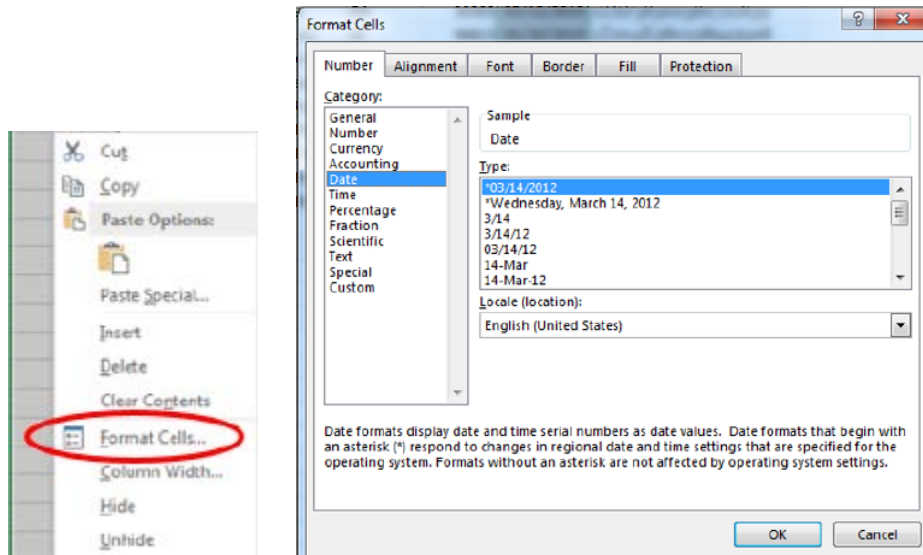 Cut
Copy
Paste Options:
Paste Special...
Insert
Delete
Clear Contents
Format Cells...
Column Width...
Hide
Unhide
Format Cells
Number Alignment Font Border Fill Protection
Category:
General
Number
Currency
Accounting
Date
Time
Percentage
Fraction
Scientific
Text
Special
Custom
Sample
Date
Type:
*03/14/2012
*Wednesday, March 14, 2012
3/14
3/14/12
03/14/12
14-Mar
14-Mar-12
Locale (location):
English (United States)
Date formats display date and time serial numbers as date values. Date formats that begin with
an asterisk (*) respond to changes in regional date and time settings that are specified for the
operating system. Formats without an asterisk are not affected by operating system settings.
OK Cancel